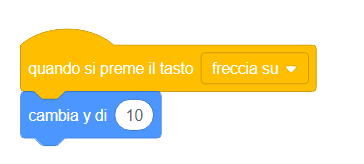 quando si preme il tasto freccia su
cambia y di 10